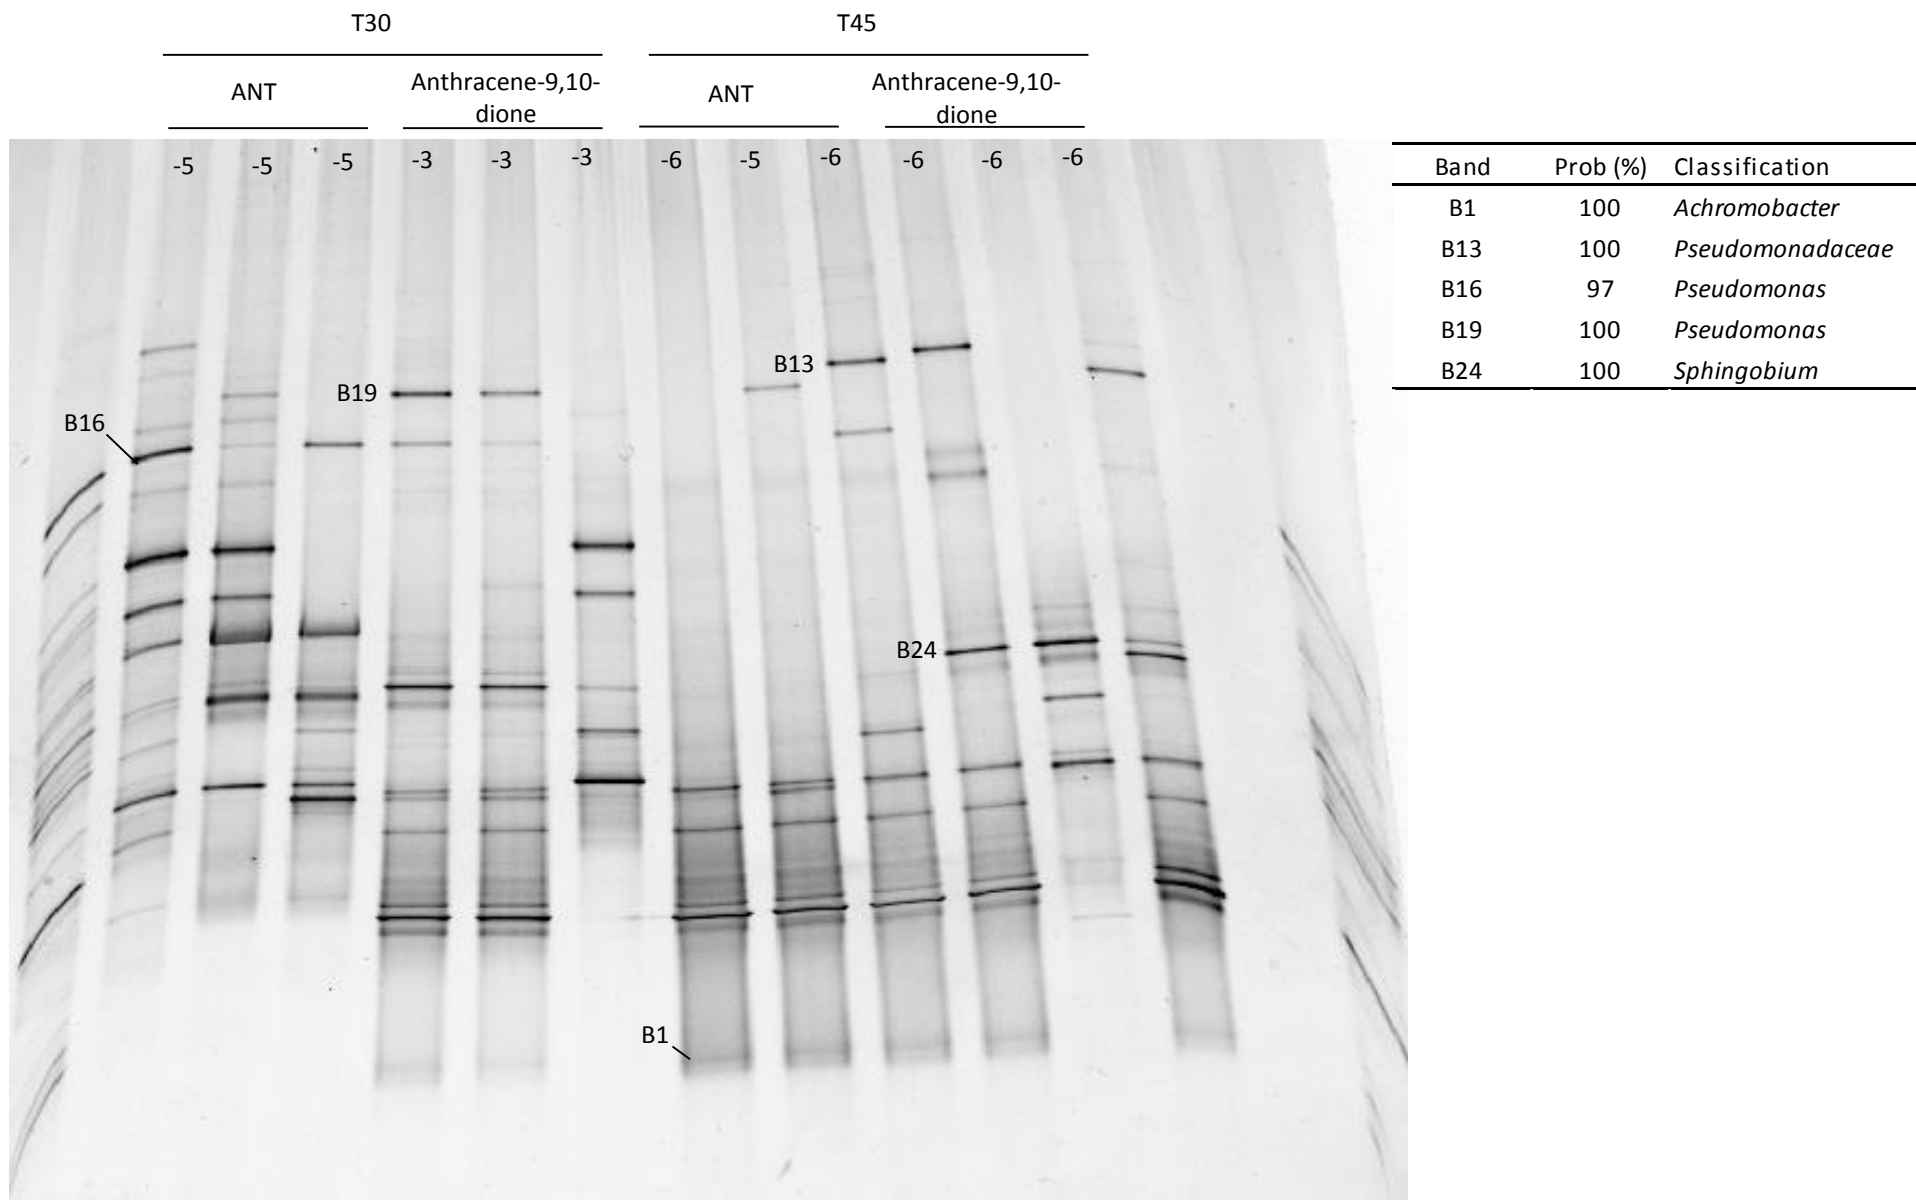 T30 T45
ANT Anthracene-9,10-dione ANT Anthracene-9,10-dione
-5 -5 -5 -3 -3 -3 -6 -5 -6 -6 -6 -6
Band Prob (%) Classification
B1 100 Achromobacter
B13 100 Pseudomonadaceae
B16 97 Pseudomonas
B19 100 Pseudomonas
B24 100 Sphingobium
B13
B19
B16
B24
B1